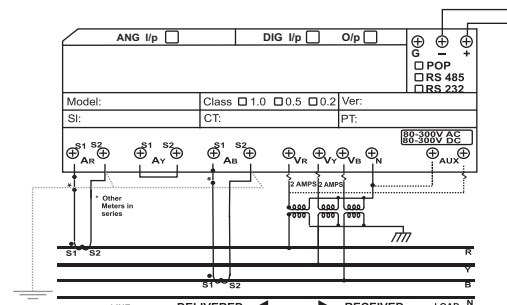 ANG I/p DIG I/p O/p
G – +
POP
RS 485
RS 232
Model: Class 1.0 0.5 0.2 Ver:
SI: CT: PT:
80-300V AC
80-300V DC
S1 S2 S1 S2 S1 S2
AR AY AB VR VY VB N AUX
2 AMPS 2 AMPS
* *
* Other
Meters in
series
S1 S2 R
Y
S1 S2 B
DELIVERED RECEIVED LOAD N